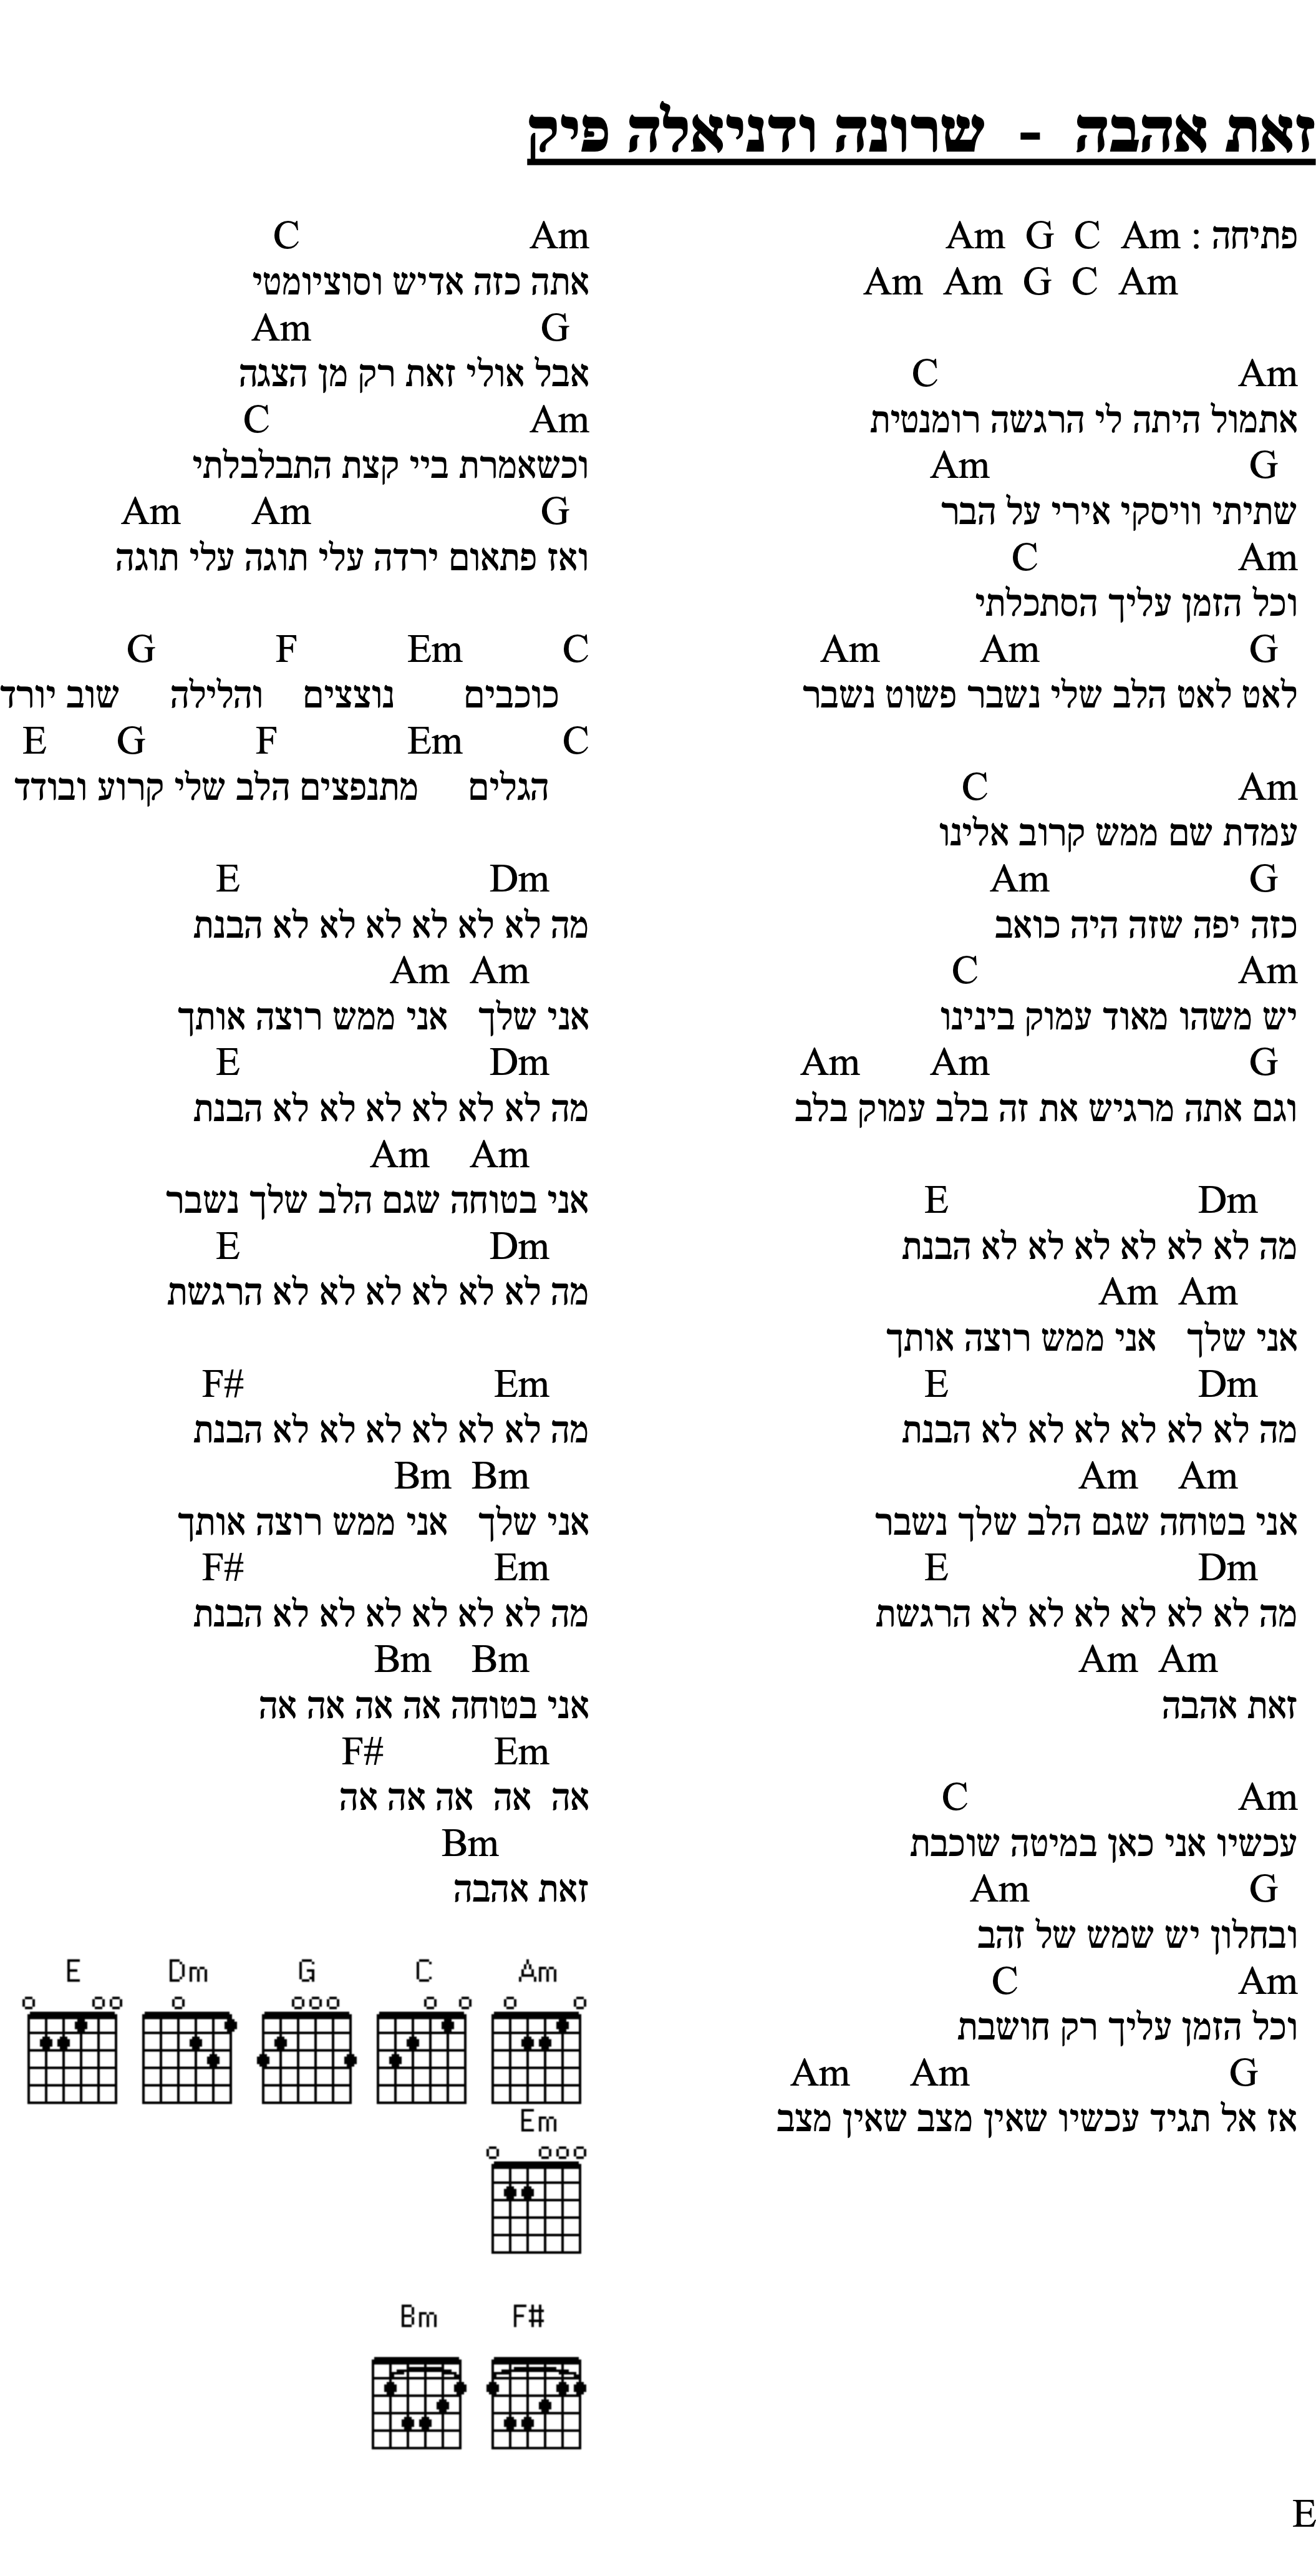 זאת אהבה - שרונה ודניאלה פיק
פתיחה : Am C G Am
Am C G Am Am
Am C
אתמול היתה לי הרגשה רומנטית
G Am
שתיתי וויסקי אירי על הבר
Am C
וכל הזמן עליך הסתכלתי
G Am Am
לאט לאט הלב שלי נשבר פשוט נשבר
Am C
עמדת שם ממש קרוב אלינו
G Am
כזה יפה שזה היה כואב
Am C
יש משהו מאוד עמוק בינינו
G Am Am
וגם אתה מרגיש את זה בלב עמוק בלב
Dm E
מה לא לא לא לא לא לא הבנת
Am Am
אני שלך אני ממש רוצה אותך
Dm E
מה לא לא לא לא לא לא הבנת
Am Am
אני בטוחה שגם הלב שלך נשבר
Dm E
מה לא לא לא לא לא לא הרגשת
Am Am
זאת אהבה
Am C
עכשיו אני כאן במיטה שוכבת
G Am
ובחלון יש שמש של זהב
Am C
וכל הזמן עליך רק חושבת
G Am Am
אז אל תגיד עכשיו שאין מצב שאין מצב
Am C
אתה כזה אדיש וסוציומטי
G Am
אבל אולי זאת רק מן הצגה
Am C
וכשאמרת ביי קצת התבלבלתי
G Am Am
ואז פתאום ירדה עלי תוגה עלי תוגה
C Em F G
כוכבים נוצצים והלילה שוב יורד
C Em F G E
הגלים מתנפצים הלב שלי קרוע ובודד
Dm E
מה לא לא לא לא לא לא הבנת
Am Am
אני שלך אני ממש רוצה אותך
Dm E
מה לא לא לא לא לא לא הבנת
Am Am
אני בטוחה שגם הלב שלך נשבר
Dm E
מה לא לא לא לא לא לא הרגשת
Em F#
מה לא לא לא לא לא לא הבנת
Bm Bm
אני שלך אני ממש רוצה אותך
Em F#
מה לא לא לא לא לא לא הבנת
Bm Bm
אני בטוחה אה אה אה אה
Em F#
אה אה אה אה אה
Bm
זאת אהבה
Am C G Dm E
Em
F# Bm
E